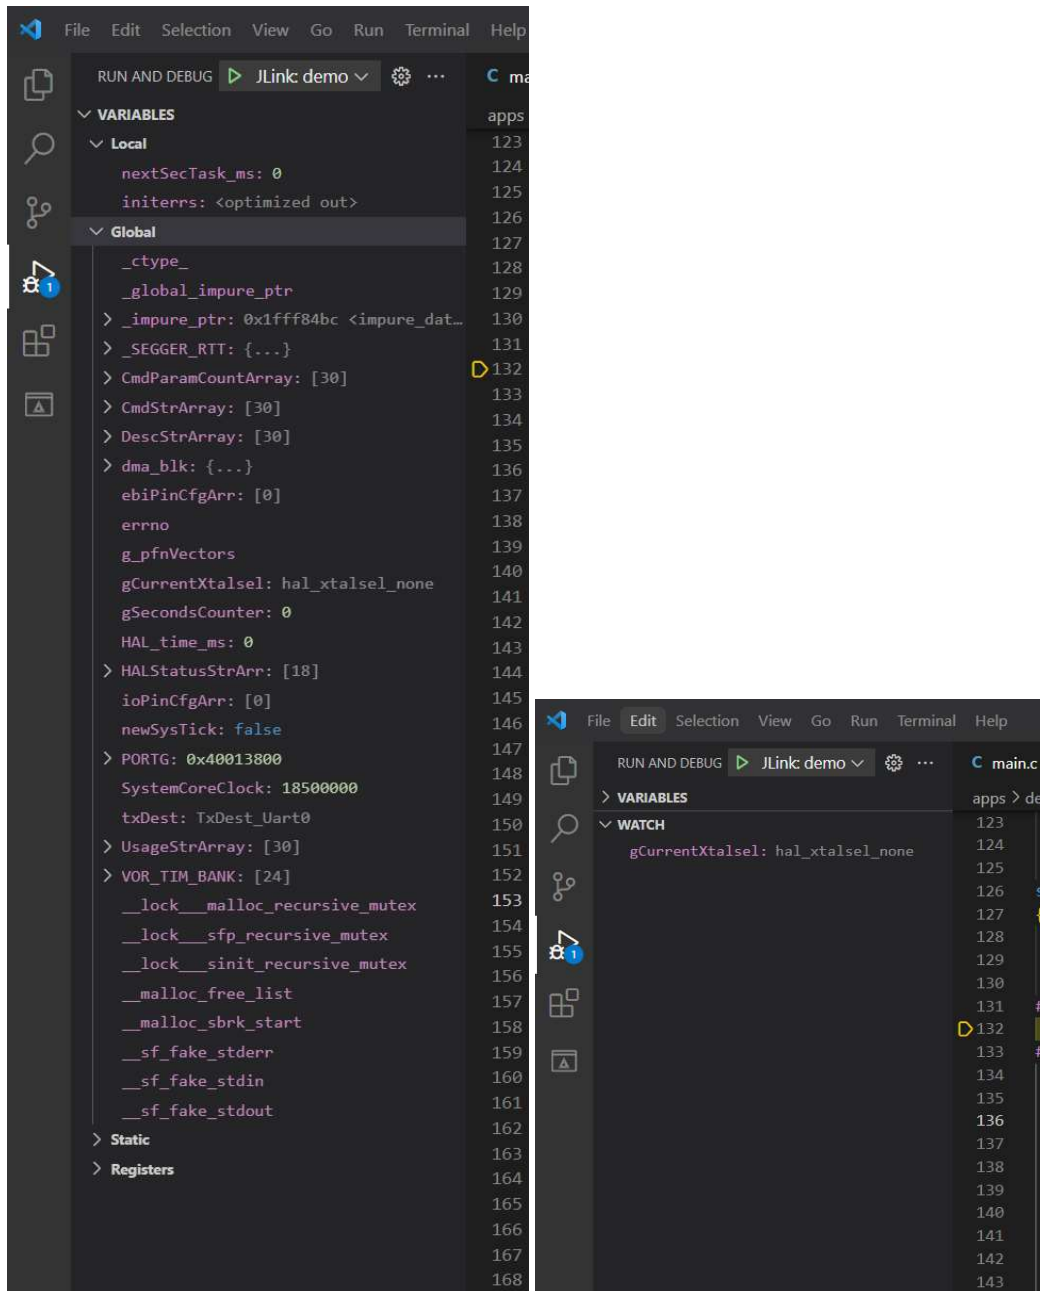 File Edit Selection View Go Run Terminal Help
RUN AND DEBUG JLink: demo ... C ma
VARIABLES
apps
Local
123
nextSecTask_ms: 0
124
initerrs: <optimized out>
125
126
Global
127
_ctype_
128
_global_impure_ptr
129
_impure_ptr: 0x1fff84bc <impure_dat…
130
_SEGGER_RTT: {...}
131
CmdParamCountArray: [30]
132
CmdStrArray: [30]
133
134
DescStrArray: [30]
135
dma_blk: {...}
136
ebiPinCfgArr: [0]
137
errno
138
g_pfnVectors
139
gCurrentXtalsel: hal_xtalsel_none
140
141
gSecondsCounter: 0
142
HAL_time_ms: 0
143
HALStatusStrArr: [18]
144
ioPinCfgArr: [0]
145
newSysTick: false
146
PORTG: 0x40013800
147
SystemCoreClock: 18500000
148
149
txDest: TxDest_Uart0
150
UsageStrArray: [30]
151
VOR_TIM_BANK: [24]
152
__lock___malloc_recursive_mutex
153
__lock___sfp_recursive_mutex
154
__lock___sinit_recursive_mutex
155
156
__malloc_free_list
157
__malloc_sbrk_start
158
__sf_fake_stderr
159
__sf_fake_stdin
160
__sf_fake_stdout
161
Static
162
Registers
163
164
165
166
167
168
1
File Edit Selection View Go Run Terminal Help
RUN AND DEBUG JLink: demo ... C main.c
VARIABLES
apps > de
WATCH
gCurrentXtalsel: hal_xtalsel_none
123
124
125
126
127 {
128
129
130
131 #
132
133 #
134
135
136
137
138
139
140
141
142
143
1